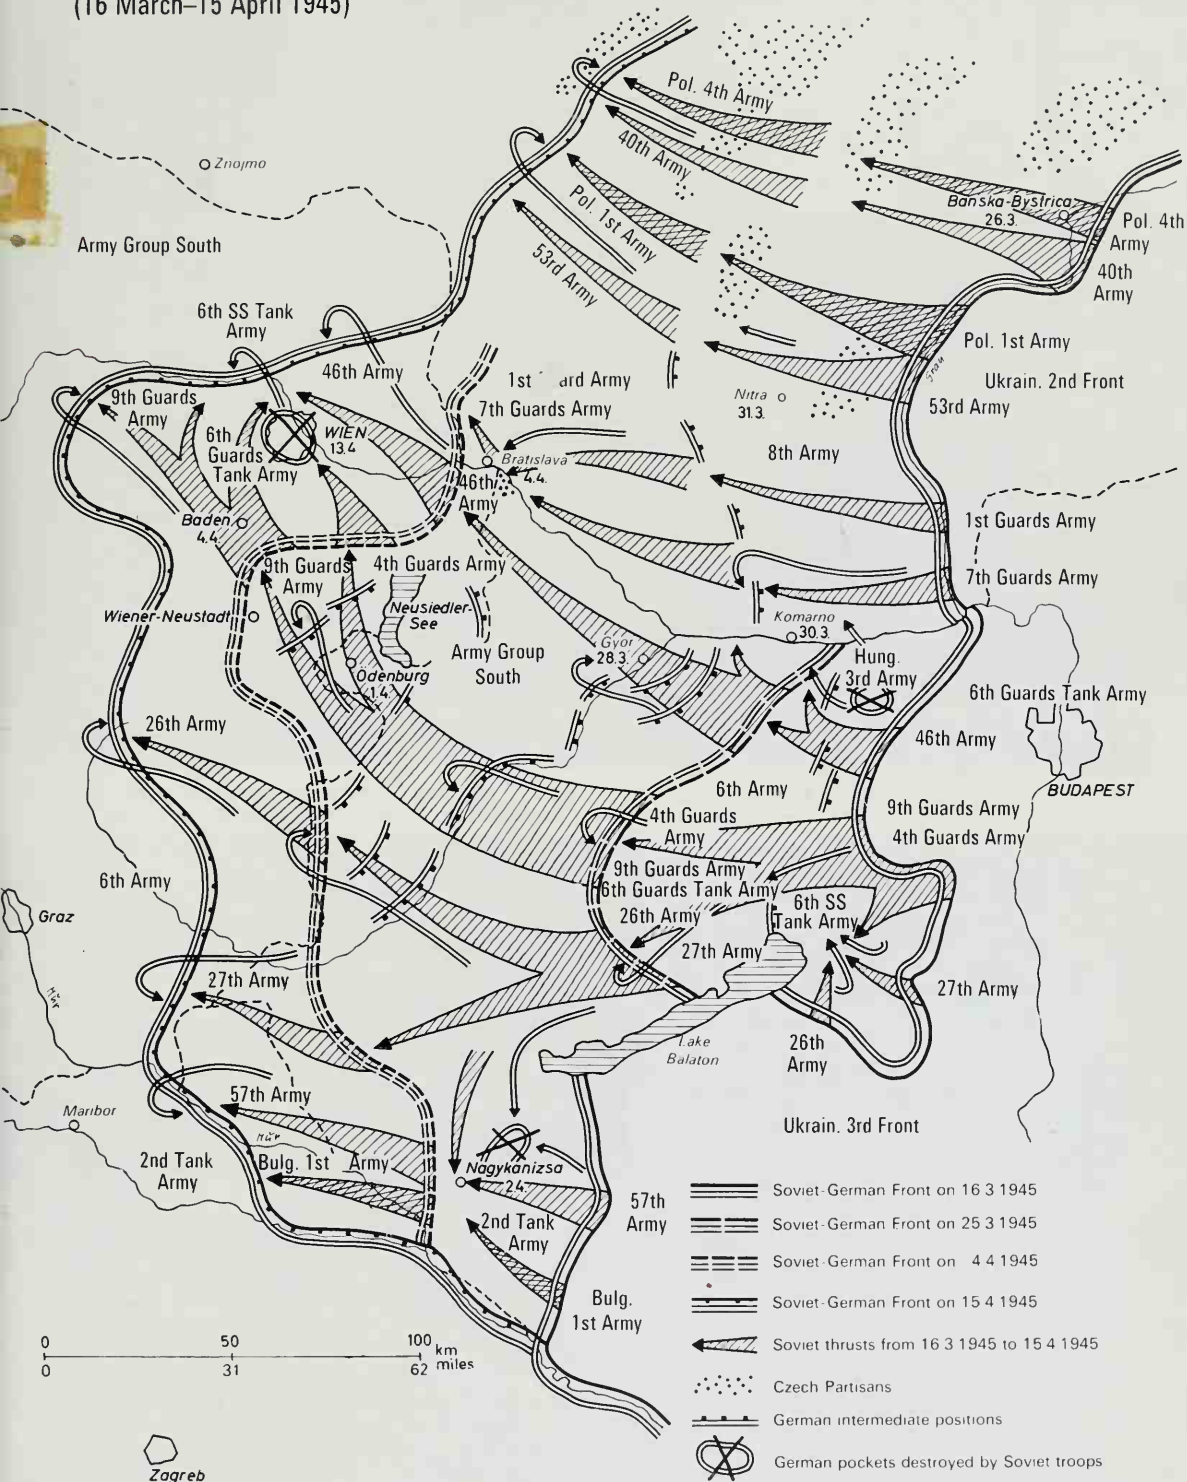 (16 March–15 April 1945)
Pol. 4th Army
40th Army
Znojmo
Pol. 1st Army
Banska-Bystrica
26.3.
Pol. 4th
Army
Army Group South
53rd Army
40th
Army
6th SS Tank
Army
46th Army
Pol. 1st Army
Gran
Ukrain. 2nd Front
1st
ard Army
9th Guards
Army
7th Guards Army
Nitra
31.3.
53rd Army
6th
Guards
Tank Army
WIEN
13.4
Bratislava
4.4.
8th Army
46th
Army
Baden
4.4.
1st Guards Army
9th Guards
Army
4th Guards Army
7th Guards Army
Wiener-Neustadt
Neusiedler-
See
Komarno
30.3.
Army Group
South
Györ
28.3.
Hung.
3rd Army
Ödenburg
1.4.
6th Guards Tank Army
26th Army
46th Army
BUDAPEST
6th Army
4th Guards
Army
9th Guards Army
4th Guards Army
6th Army
9th Guards Army
6th Guards Tank Army
6th SS
Tank Army
Graz
26th Army
27th Army
27th Army
27th Army
Mur
26th
Army
Lake
Balaton
57th Army
Maribor
Ukrain. 3rd Front
Mur
2nd Tank
Army
Bulg. 1st Army
Nagykanizsa
2.4.
57th
Army
2nd Tank
Army
Bulg.
1st Army
Soviet-German Front on 16 3 1945
Soviet-German Front on 25 3 1945
Soviet-German Front on 4 4 1945
Soviet-German Front on 15 4 1945
Soviet thrusts from 16 3 1945 to 15 4 1945
Czech Partisans
German intermediate positions
German pockets destroyed by Soviet troops
0 50 100 km
0 31 62 miles
Zagreb